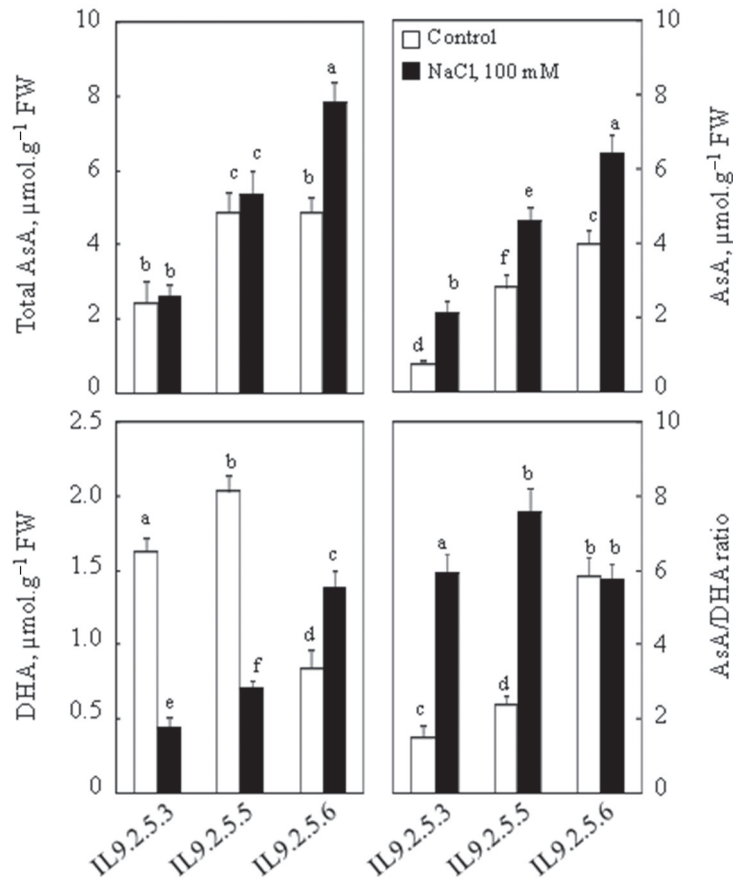 Total AsA, µmol.g⁻¹ FW
10
8
6
4
2
0
b
b
c
c
b
a
Control
NaCl, 100 mM
d
b
f
e
c
a
10
8
6
4
2
0
AsA, µmol.g⁻¹ FW
DHA, µmol.g⁻¹ FW
2.5
2.0
1.5
1.0
0.5
0
a
e
b
f
d
c
c
a
d
b
b
b
10
8
6
4
2
0
AsA/DHA ratio
IL9.2.5.3
IL9.2.5.5
IL9.2.5.6
IL9.2.5.3
IL9.2.5.5
IL9.2.5.6